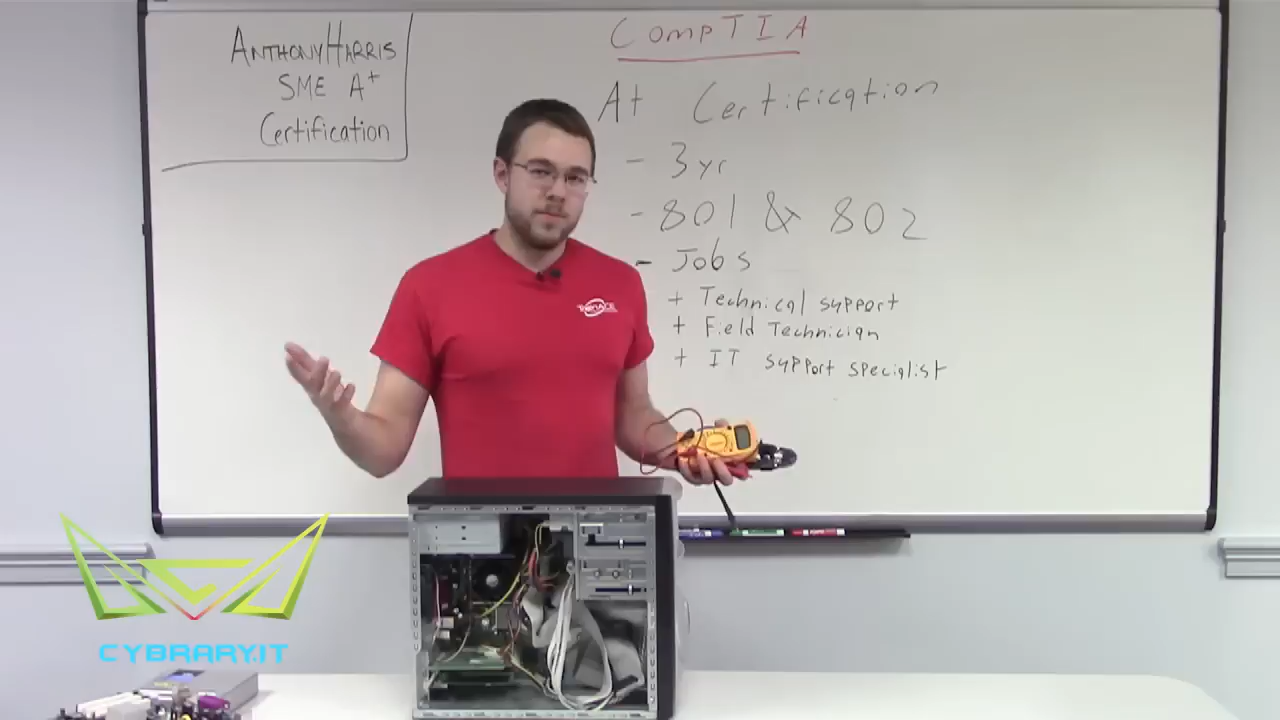 AnthonyHarris
SME A+
Certification
CompTIA
A+ Certification
- 3yr
- 801 & 802
- Jobs
+ Technical support
+ Field Technician
+ IT support specialist
CYBRARY.IT